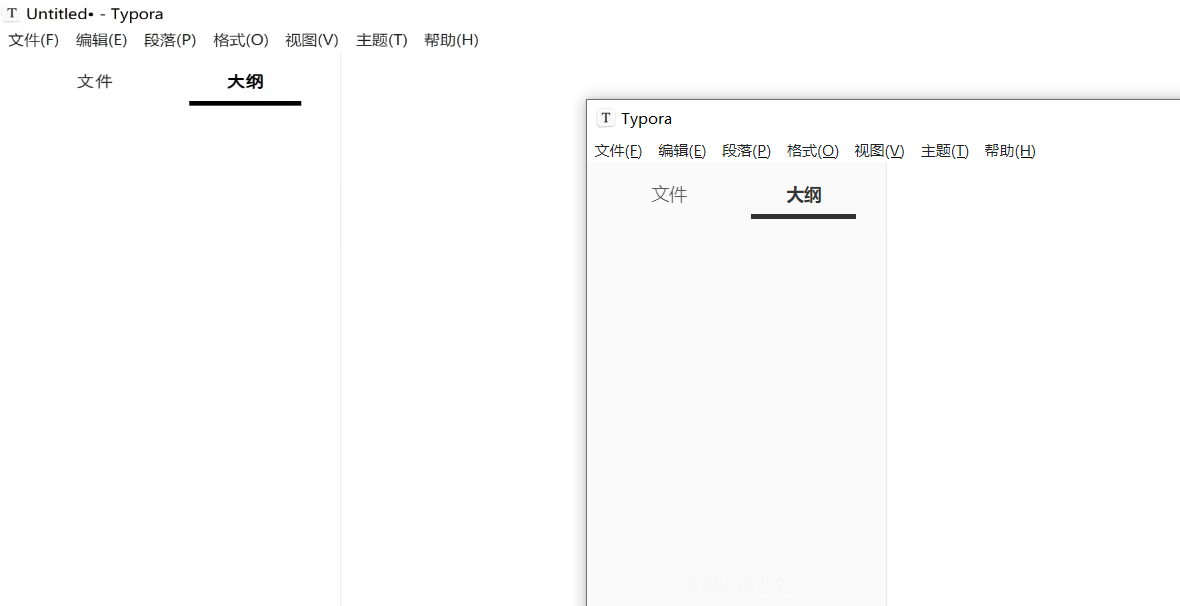 Untitled• - Typora
文件(F) 编辑(E) 段落(P) 格式(O) 视图(V) 主题(T) 帮助(H)
文件 大纲
Typora
文件(F) 编辑(E) 段落(P) 格式(O) 视图(V) 主题(T) 帮助(H)
文件 大纲